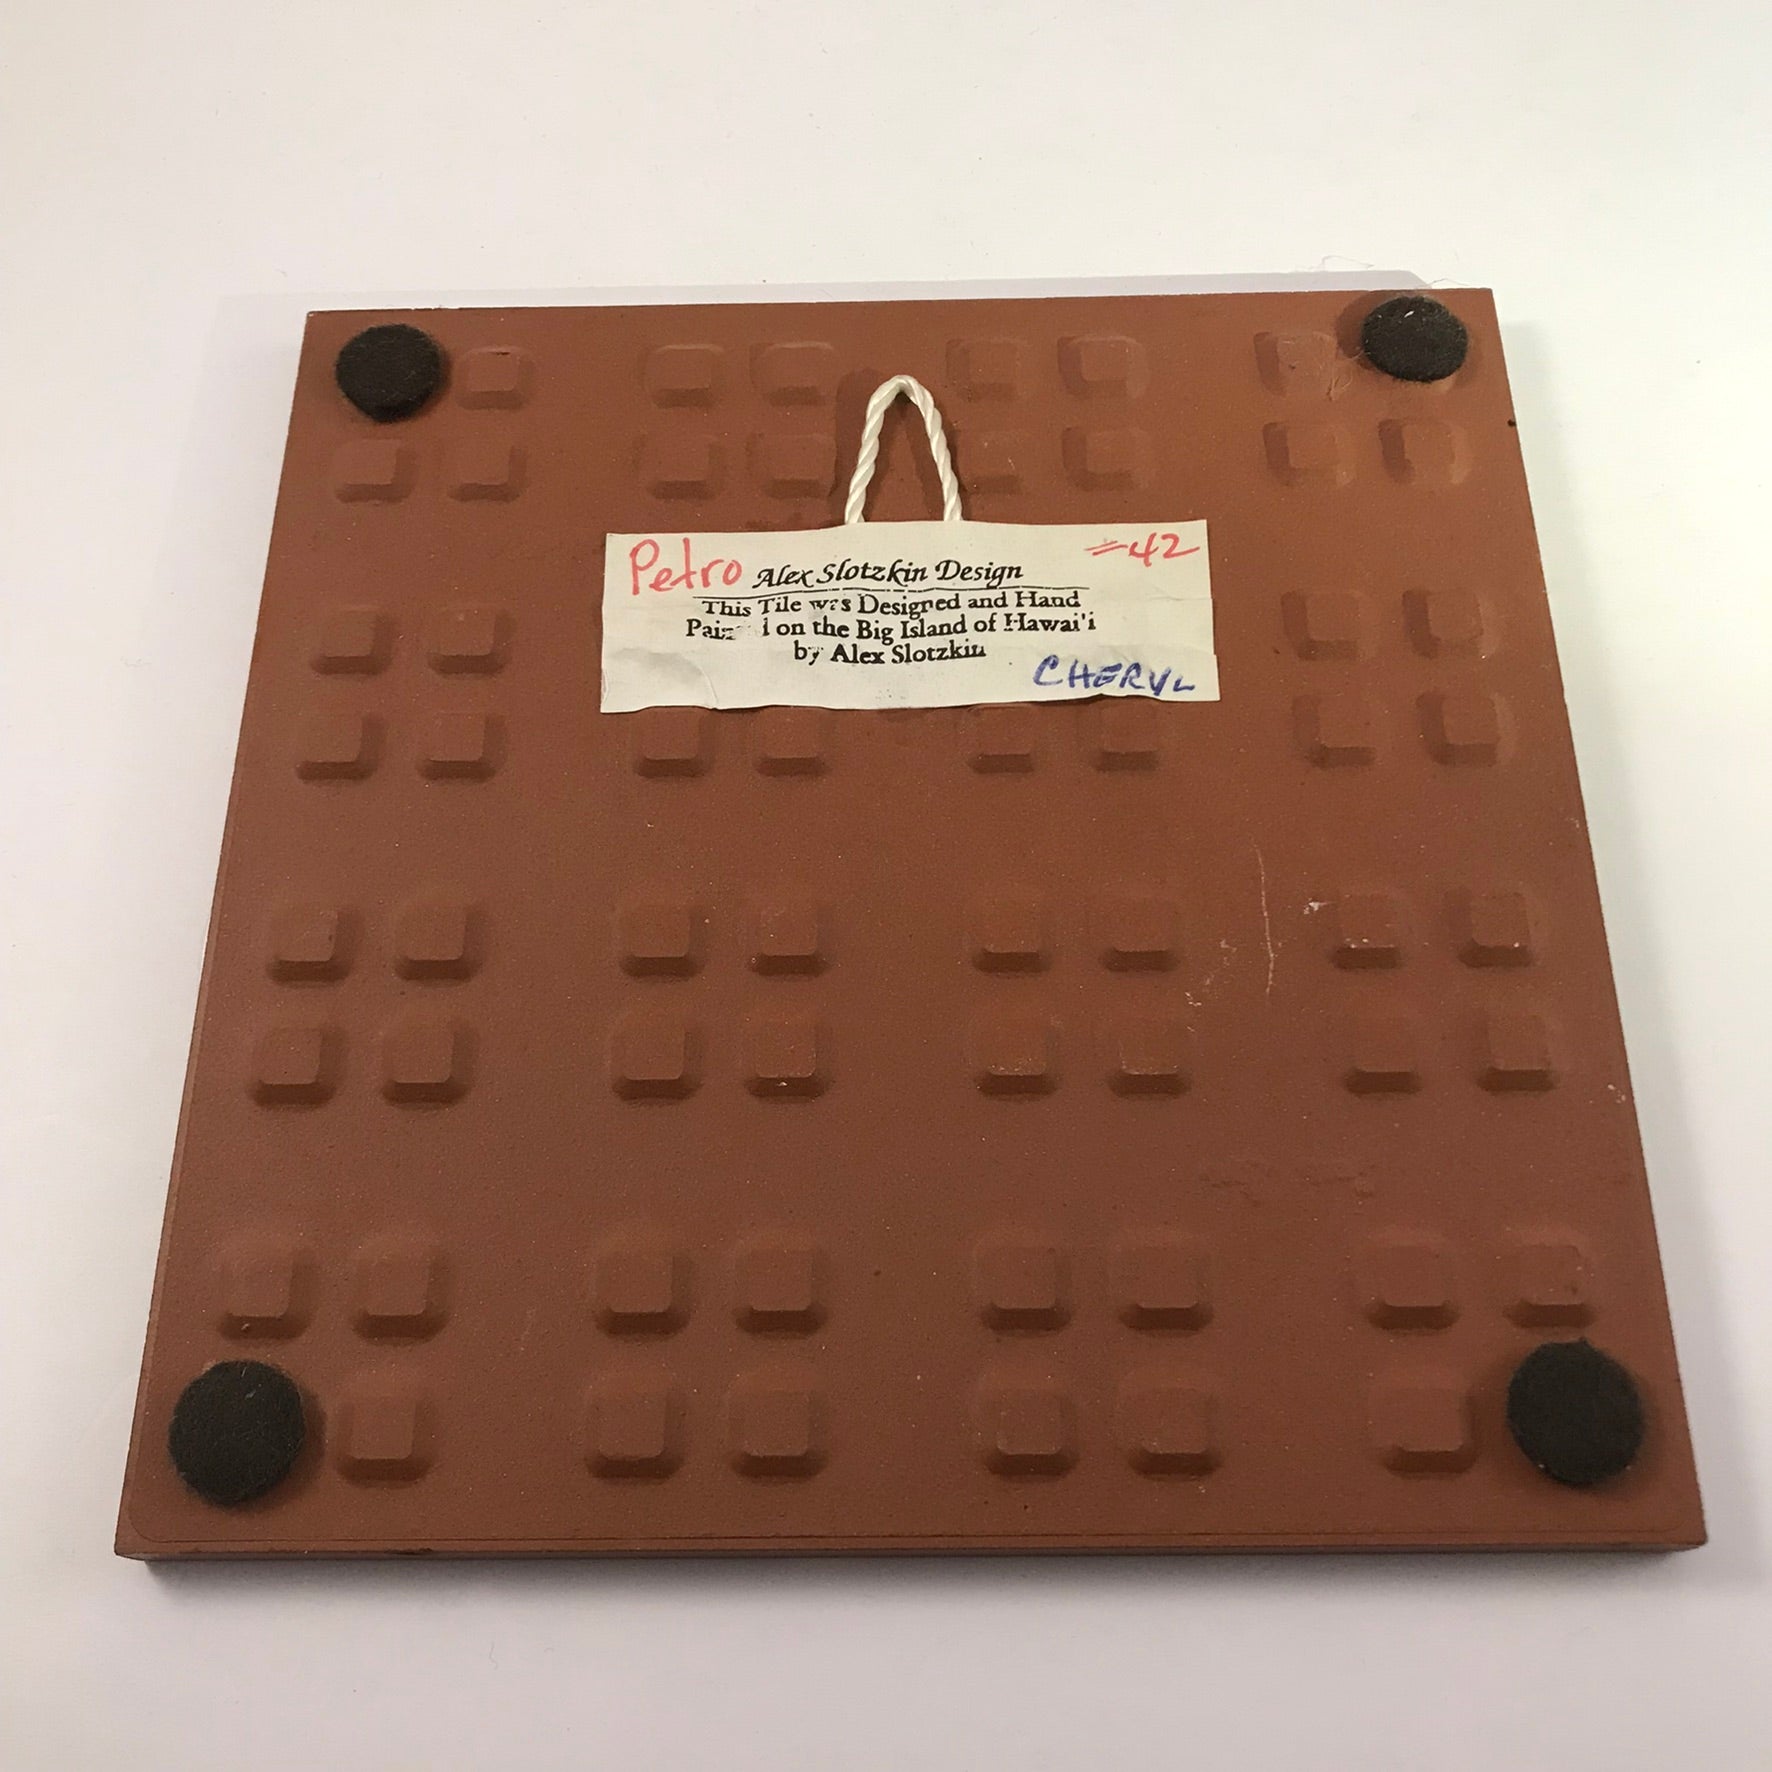 Petro =42
Alex Slotzkin Design
This Tile was Designed and Hand
on the Big Island of Hawai'i
by Alex Slotzkin
CHERYL